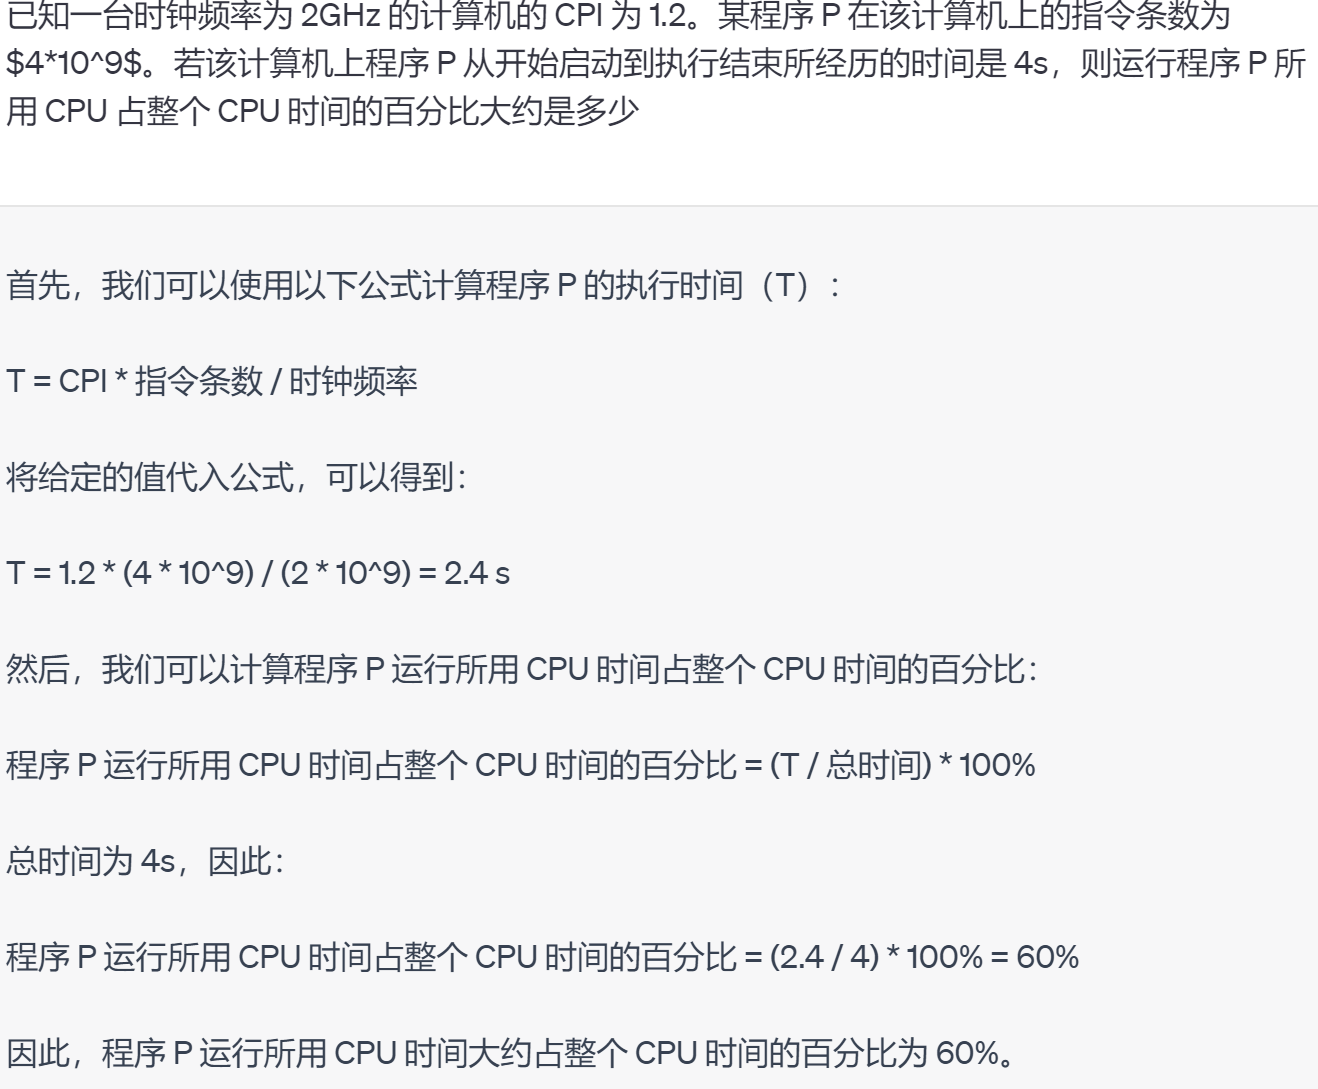 已知一台时钟频率为 2GHz 的计算机的 CPI 为 1.2。某程序 P 在该计算机上的指令条数为
$4*10^9$。若该计算机上程序 P 从开始启动到执行结束所经历的时间是 4s，则运行程序 P 所
用 CPU 占整个 CPU 时间的百分比大约是多少
首先，我们可以使用以下公式计算程序 P 的执行时间（T）：
T = CPI * 指令条数 / 时钟频率
将给定的值代入公式，可以得到：
T = 1.2 * (4 * 10^9) / (2 * 10^9) = 2.4 s
然后，我们可以计算程序 P 运行所用 CPU 时间占整个 CPU 时间的百分比：
程序 P 运行所用 CPU 时间占整个 CPU 时间的百分比 = (T / 总时间) * 100%
总时间为 4s，因此：
程序 P 运行所用 CPU 时间占整个 CPU 时间的百分比 = (2.4 / 4) * 100% = 60%
因此，程序 P 运行所用 CPU 时间大约占整个 CPU 时间的百分比为 60%。